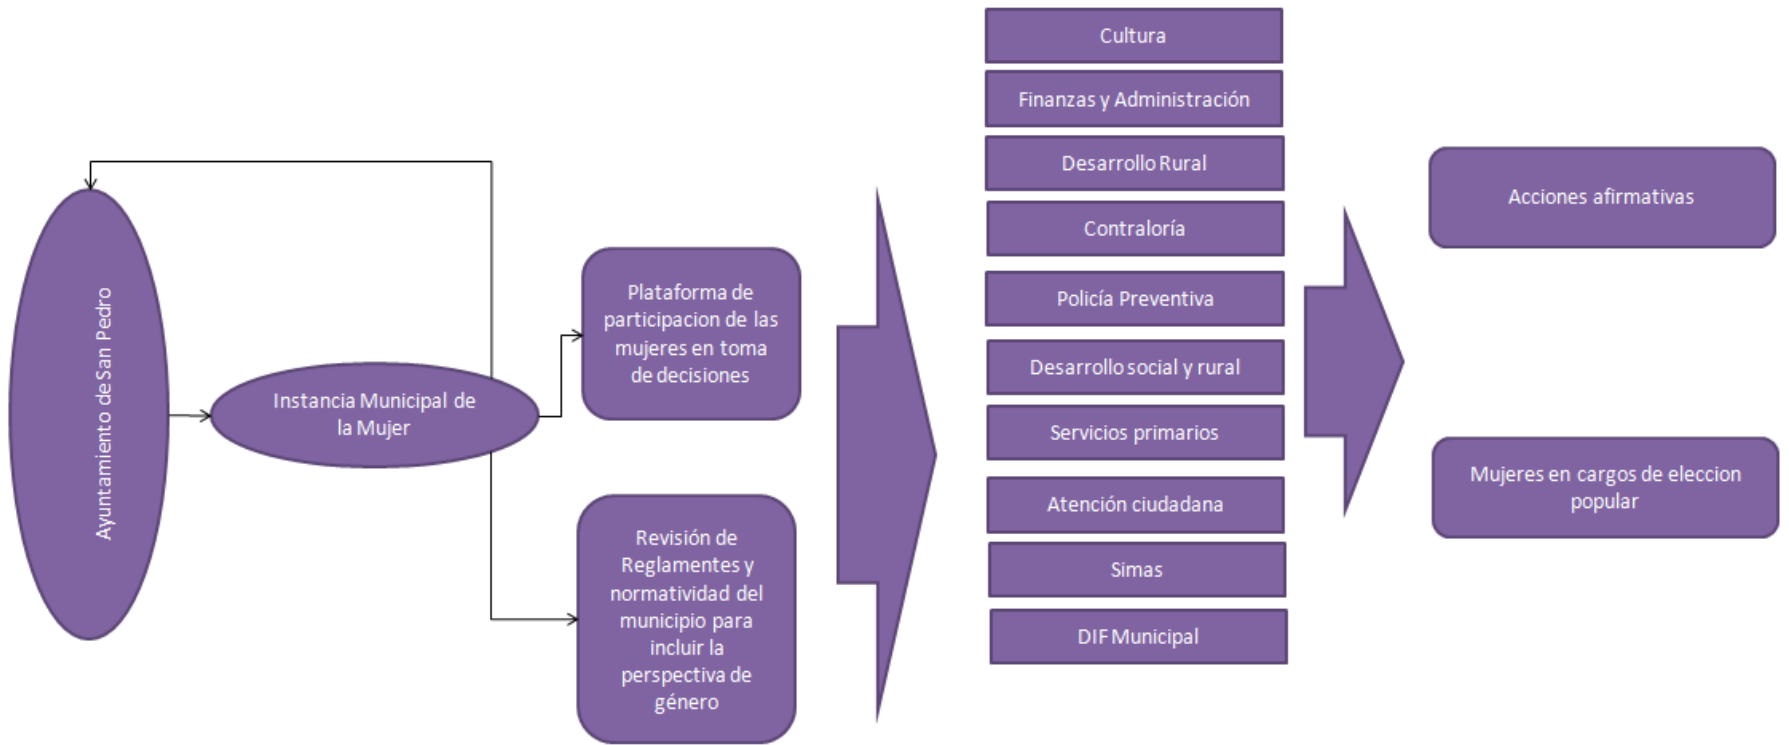 Ayuntamiento de San Pedro
Instancia Municipal de
la Mujer
Plataforma de
participacion de las
mujeres en toma
de decisiones
Revisión de
Reglamentes y
normatividad del
municipio para
incluir la
perspectiva de
género
Cultura
Finanzas y Administración
Desarrollo Rural
Contraloría
Policía Preventiva
Desarrollo social y rural
Servicios primarios
Atención ciudadana
Simas
DIF Municipal
Acciones afirmativas
Mujeres en cargos de eleccion
popular